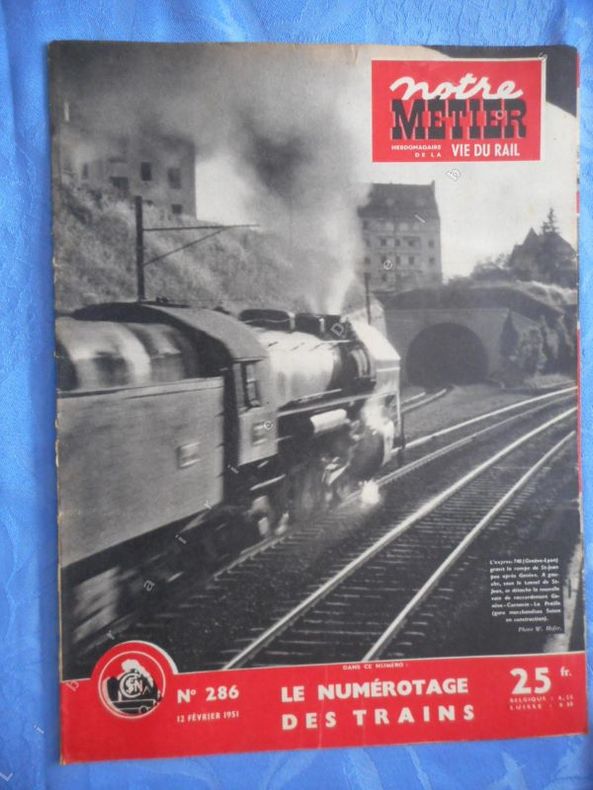 notre
MÉTIER
HEBDOMADAIRE
DE LA
VIE DU RAIL
L'express 740 (Genève-Lyon)
gravit la rampe de St-Jean
peu après Genève. A gau-
che, sous le tunnel de St-
Jean, se détache la nouvelle
voie de raccordement Ge-
nève - Cornavin - La Praille
(gare marchandises Suisse
en construction).
Photo W.
DANS CE NUMÉRO :
N° 286
12 FÉVRIER 1951
LE NUMÉROTAGE
DES TRAINS
25 fr.
BELGIQUE :
SUISSE :